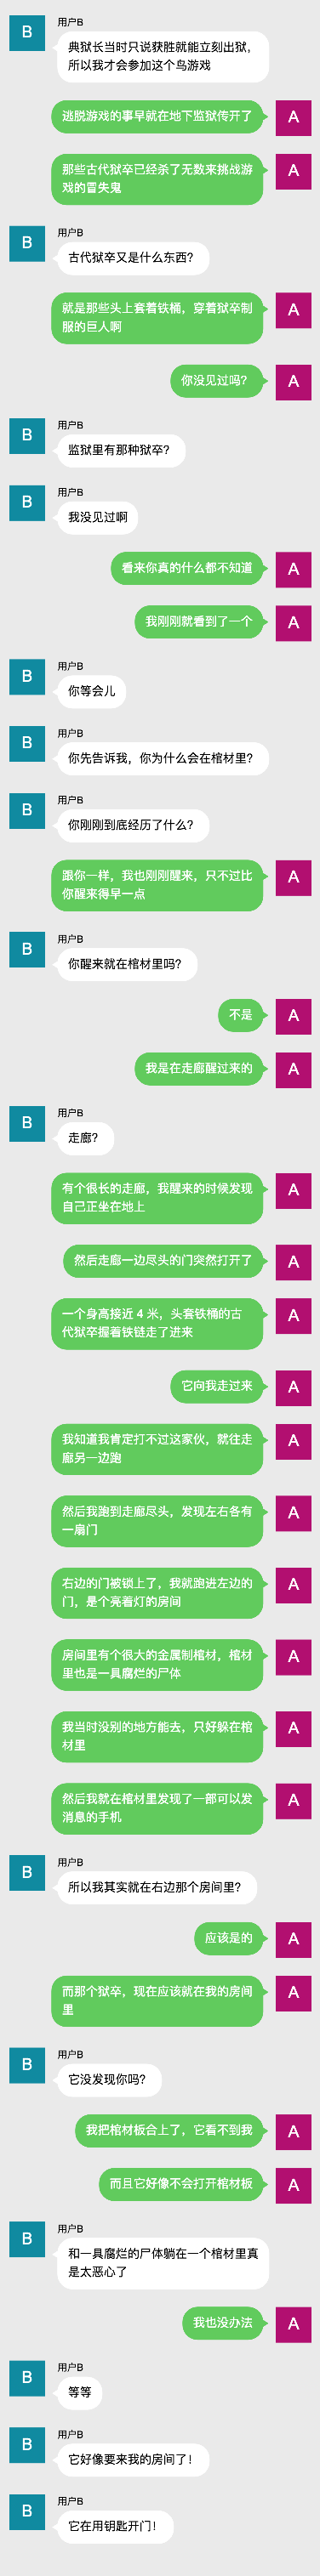 用户B
B
典狱长当时只说获胜就能立刻出狱，
所以我才会参加这个鸟游戏
逃脱游戏的事早就在地下监狱传开了
A
那些古代狱卒已经杀了无数来挑战游
戏的冒失鬼
A
用户B
B
古代狱卒又是什么东西？
就是那些头上套着铁桶，穿着狱卒制
服的巨人啊
A
你没见过吗？
A
用户B
B
监狱里有那种狱卒？
用户B
B
我没见过啊
看来你真的什么都不知道
A
我刚刚就看到了一个
A
用户B
B
你等会儿
用户B
B
你先告诉我，你为什么会在棺材里？
用户B
B
你刚刚到底经历了什么？
跟你一样，我也刚刚醒来，只不过比
你醒来得早一点
A
用户B
B
你醒来就在棺材里吗？
不是
A
我是在走廊醒过来的
A
用户B
B
走廊？
有个很长的走廊，我醒来的时候发现
自己正坐在地上
A
然后走廊一边尽头的门突然打开了
A
一个身高接近 4 米，头套铁桶的古
代狱卒握着铁链走了进来
A
它向我走过来
A
我知道我肯定打不过这家伙，就往走
廊另一边跑
A
然后我跑到走廊尽头，发现左右各有
一扇门
A
右边的门被锁上了，我就跑进左边的
门，是个亮着灯的房间
A
房间里有个很大的金属制棺材，棺材
里也是一具腐烂的尸体
A
我当时没别的地方能去，只好躲在棺
材里
A
然后我就在棺材里发现了一部可以发
消息的手机
A
用户B
B
所以我其实就在右边那个房间里？
应该是的
A
而那个狱卒，现在应该就在我的房间
里
A
用户B
B
它没发现你吗？
我把棺材板合上了，它看不到我
A
而且它好像不会打开棺材板
A
用户B
B
和一具腐烂的尸体躺在一个棺材里真
是太恶心了
我也没办法
A
用户B
B
等等
用户B
B
它好像要来我的房间了！
用户B
B
它在用钥匙开门！